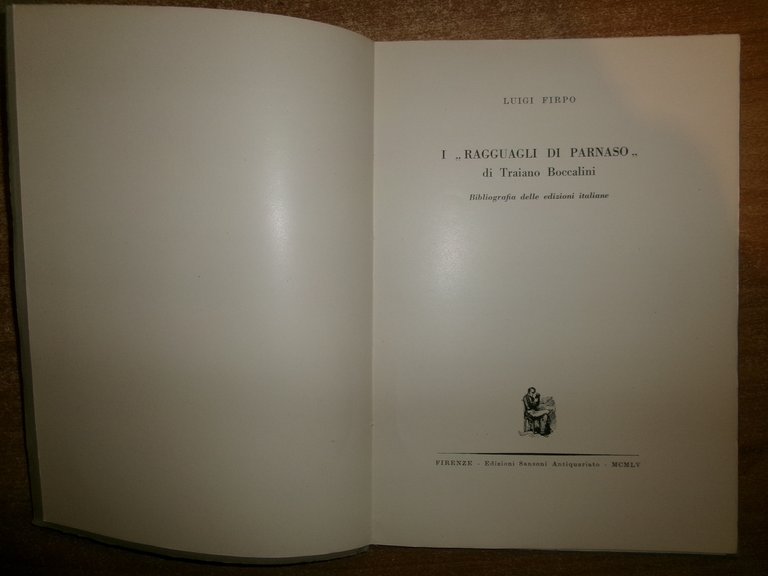 LUIGI FIRPO
I „RAGGUAGLI DI PARNASO„
di Traiano Boccalini
Bibliografia delle edizioni italiane
FIRENZE - Edizioni Sansoni Antiquariato - MCMLV